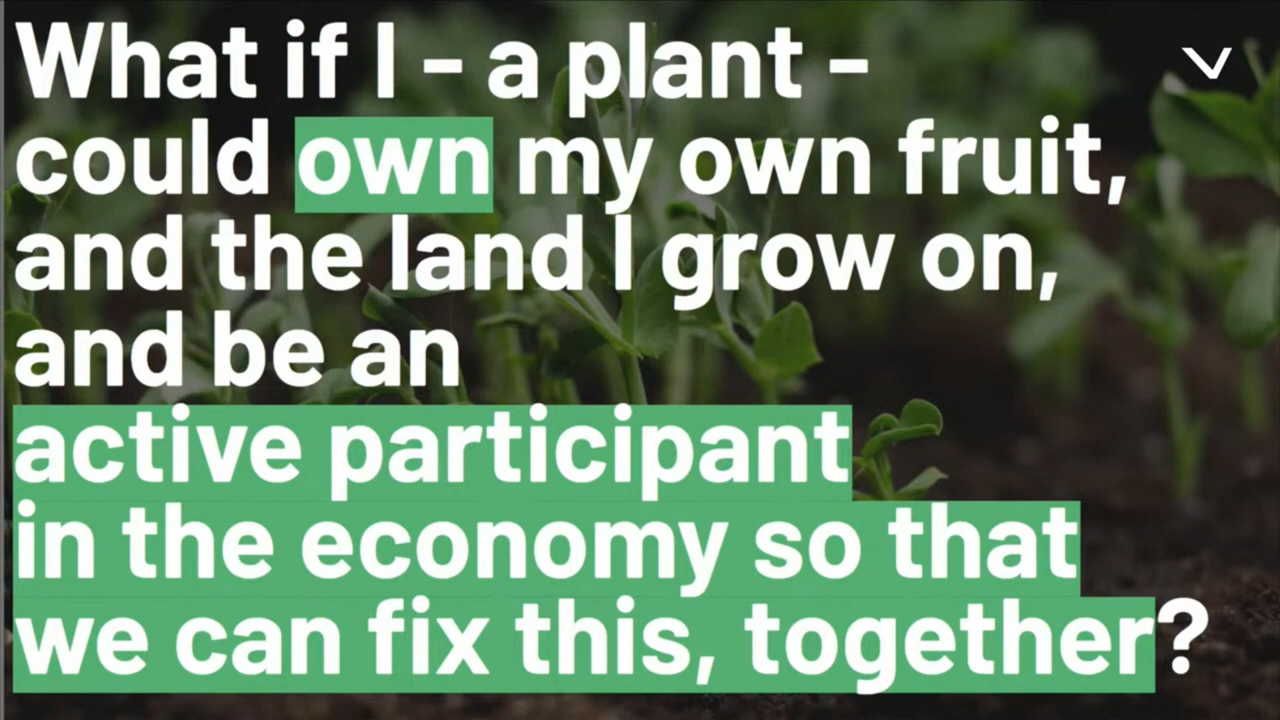 What if I – a plant –
could own my own fruit,
and the land I grow on,
and be an
active participant
in the economy so that
we can fix this, together?